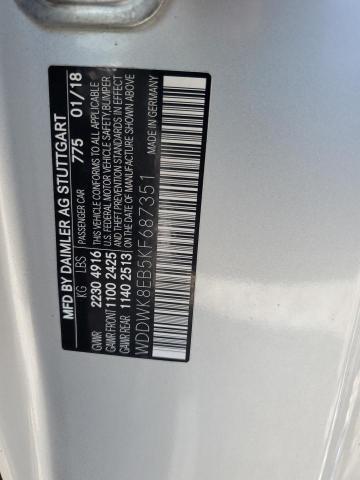 MFD BY DAIMLER AG STUTTGART
KG LBS PASSENGER CAR 775 01/18
GVWR 2230 4916
GAWR FRONT 1100 2425
GAWR REAR 1140 2513
THIS VEHICLE CONFORMS TO ALL APPLICABLE
FEDERAL MOTOR VEHICLE SAFETY, BUMPER
AND THEFT PREVENTION STANDARDS IN EFFECT
ON THE DATE OF MANUFACTURE SHOWN ABOVE
WDDWK8EB5KF687351 MADE IN GERMANY